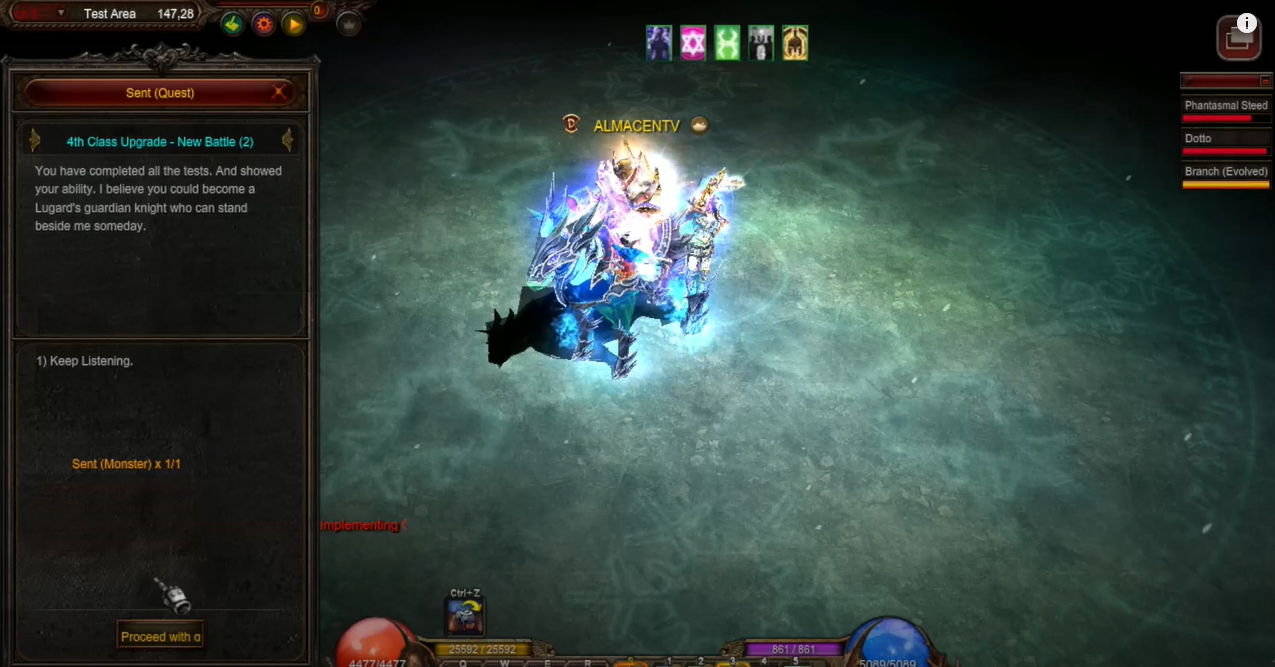 Test Area 147,28
0
Sent (Quest)
4th Class Upgrade - New Battle (2)
You have completed all the tests. And showed
your ability. I believe you could become a
Lugard's guardian knight who can stand
beside me someday.
1) Keep Listening.
Sent (Monster) x 1/1
Proceed with q
ALMACENTV
Phantasmal Steed
Dotto
Branch (Evolved)
implementing
Ctrl+Z
25592 / 25592
861 / 861
4477/4477
5089/5089
Q W E R 1 2 3 4 5